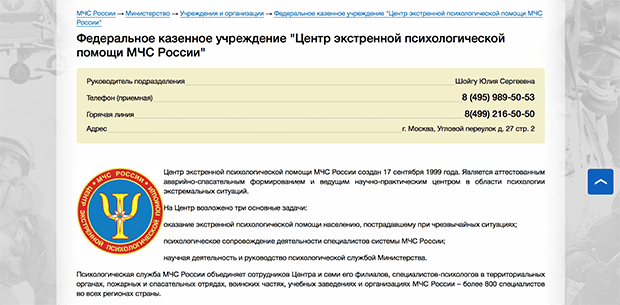 МЧС России → Министерство → Учреждения и организации → Федеральное казенное учреждение "Центр экстренной психологической помощи МЧС
России"
Федеральное казенное учреждение "Центр экстренной психологической
помощи МЧС России"
Руководитель подразделения Шойгу Юлия Сергеевна
Телефон (приемная) 8 (495) 989-50-53
Горячая линия 8(499) 216-50-50
Адрес г. Москва, Угловой переулок д. 27 стр. 2
Центр экстренной психологической помощи МЧС России создан 17 сентября 1999 года. Является аттестованным
аварийно-спасательным формированием и ведущим научно-практическим центром в области психологии
экстремальных ситуаций.
На Центр возложено три основные задачи:
оказание экстренной психологической помощи населению, пострадавшему при чрезвычайных ситуациях;
психологическое сопровождение деятельности специалистов системы МЧС России;
научная деятельность и руководство психологической службой Министерства.
МЧС РОССИИ
ЦЕНТР ЭКСТРЕННОЙ ПСИХОЛОГИЧЕСКОЙ ПОМОЩИ
Психологическая служба МЧС России объединяет сотрудников Центра и семи его филиалов, специалистов-психологов в территориальных
органах, пожарных и спасательных отрядах, воинских частях, учебных заведениях и организациях МЧС России – более 800 специалистов
во всех регионах страны.